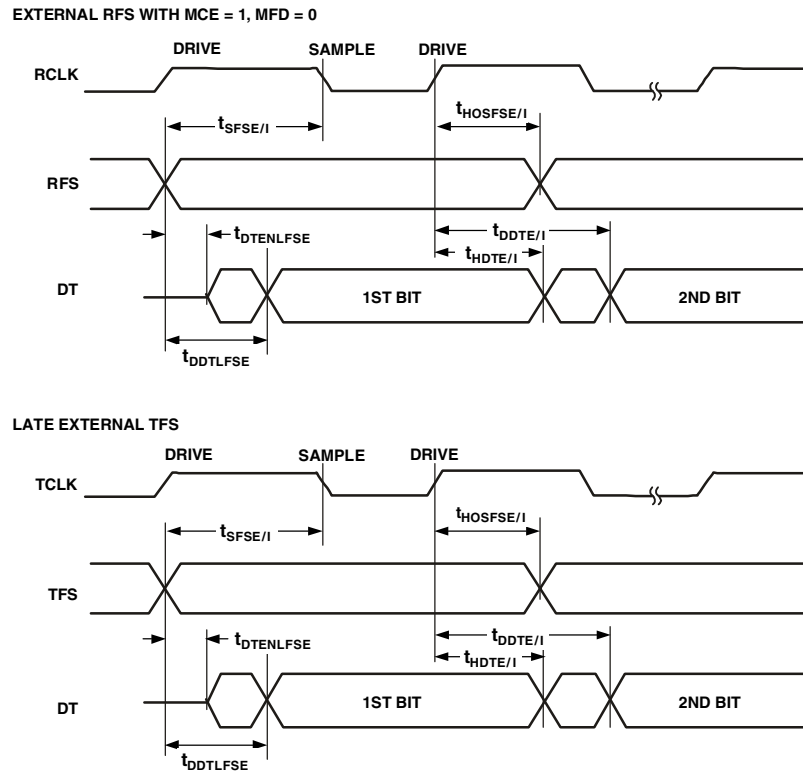 EXTERNAL RFS WITH MCE = 1, MFD = 0
DRIVE SAMPLE DRIVE
RCLK
tSFSE/I tHOSFSE/I
RFS
tDTENLFSE tDDTE/I
tHDTE/I
DT 1ST BIT 2ND BIT
tDDTLFSE
LATE EXTERNAL TFS
DRIVE SAMPLE DRIVE
TCLK
tSFSE/I tHOSFSE/I
TFS
tDTENLFSE tDDTE/I
tHDTE/I
DT 1ST BIT 2ND BIT
tDDTLFSE